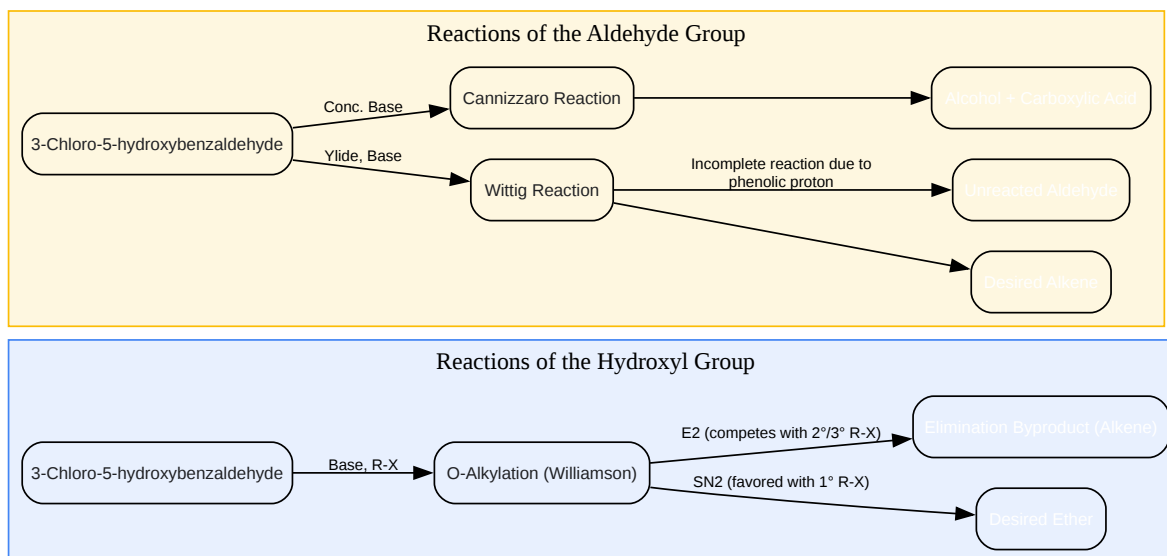 Reactions of the Aldehyde Group
3-Chloro-5-hydroxybenzaldehyde
Conc. Base
Cannizzaro Reaction
Alcohol + Carboxylic Acid
Ylide, Base
Wittig Reaction
Incomplete reaction due to
phenolic proton
Unreacted Aldehyde
Desired Alkene
Reactions of the Hydroxyl Group
3-Chloro-5-hydroxybenzaldehyde
Base, R-X
O-Alkylation (Williamson)
E2 (competes with 2°/3° R-X)
Elimination Byproduct (Alkene)
SN2 (favored with 1° R-X)
Desired Ether